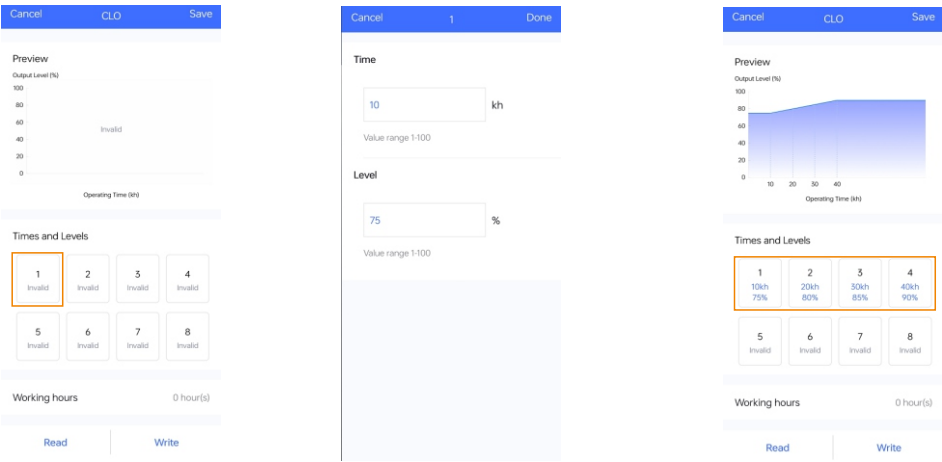 Cancel CLO Save
Preview
Output Level (%)
100
80
60
40
20
0
Invalid
Operating Time (kh)
Times and Levels
1 2 3 4
Invalid Invalid Invalid Invalid
5 6 7 8
Invalid Invalid Invalid Invalid
Working hours 0 hour(s)
Read Write
Cancel 1 Done
Time
10 kh
Value range 1-100
Level
75 %
Value range 1-100
Cancel CLO Save
Preview
Output Level (%)
100
80
60
40
20
0
10 20 30 40
Operating Time (kh)
Times and Levels
1 2 3 4
10kh 20kh 30kh 40kh
75% 80% 85% 90%
5 6 7 8
Invalid Invalid Invalid Invalid
Working hours 0 hour(s)
Read Write